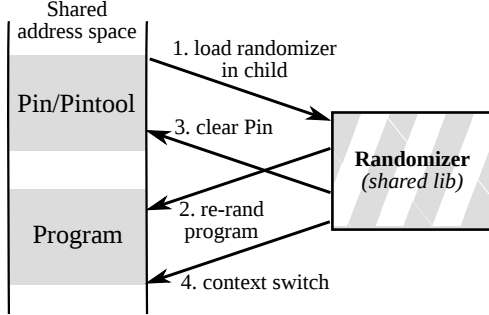 Shared
address space
1. load randomizer
in child
Pin/Pintool
3. clear Pin
Randomizer
(shared lib)
2. re-rand
program
Program
4. context switch